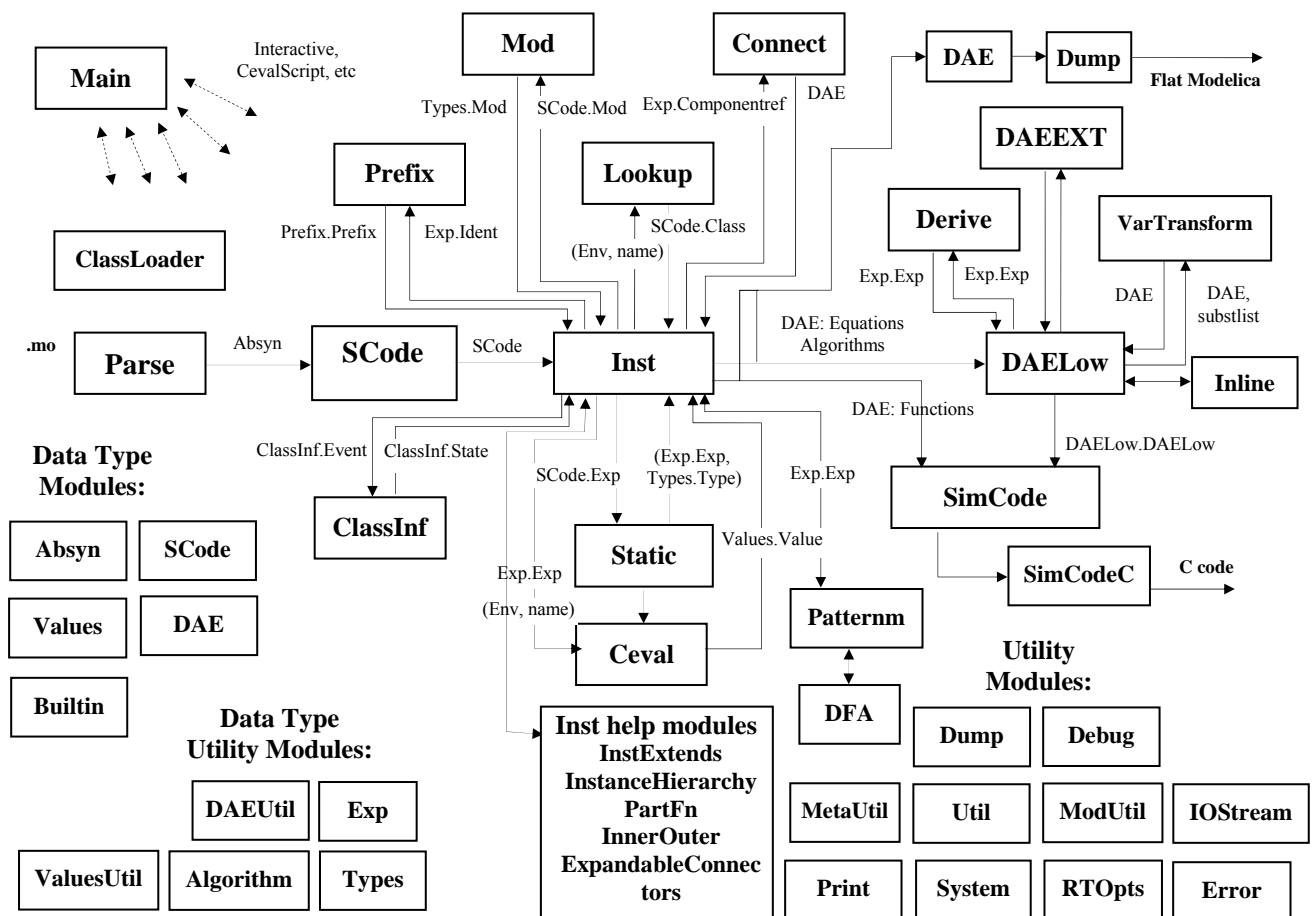 Main
Interactive,
CevalScript, etc
Mod
Connect
DAE
Dump
Flat Modelica
Types.Mod
SCode.Mod
Exp.Componentref
DAE
DAEEXT
Prefix
Lookup
Derive
VarTransform
Prefix.Prefix
Exp.Ident
SCode.Class
(Env, name)
ClassLoader
Exp.Exp
Exp.Exp
DAE
DAE,
substlist
.mo
Parse
Absyn
SCode
SCode
Inst
DAE: Equations
Algorithms
DAELow
Inline
DAE: Functions
DAELow.DAELow
ClassInf.Event
ClassInf.State
SCode.Exp
(Exp.Exp,
Types.Type)
Exp.Exp
SimCode
ClassInf
Static
Values.Value
SimCodeC
C code
Exp.Exp
(Env, name)
Ceval
Patternm
DFA
Data Type
Modules:
Absyn
SCode
Values
DAE
Builtin
Data Type
Utility Modules:
DAEUtil
Exp
ValuesUtil
Algorithm
Types
Inst help modules
InstExtends
InstanceHierarchy
PartFn
InnerOuter
ExpandableConnec
tors
Utility
Modules:
Dump
Debug
MetaUtil
Util
ModUtil
IOStream
Print
System
RTOpts
Error